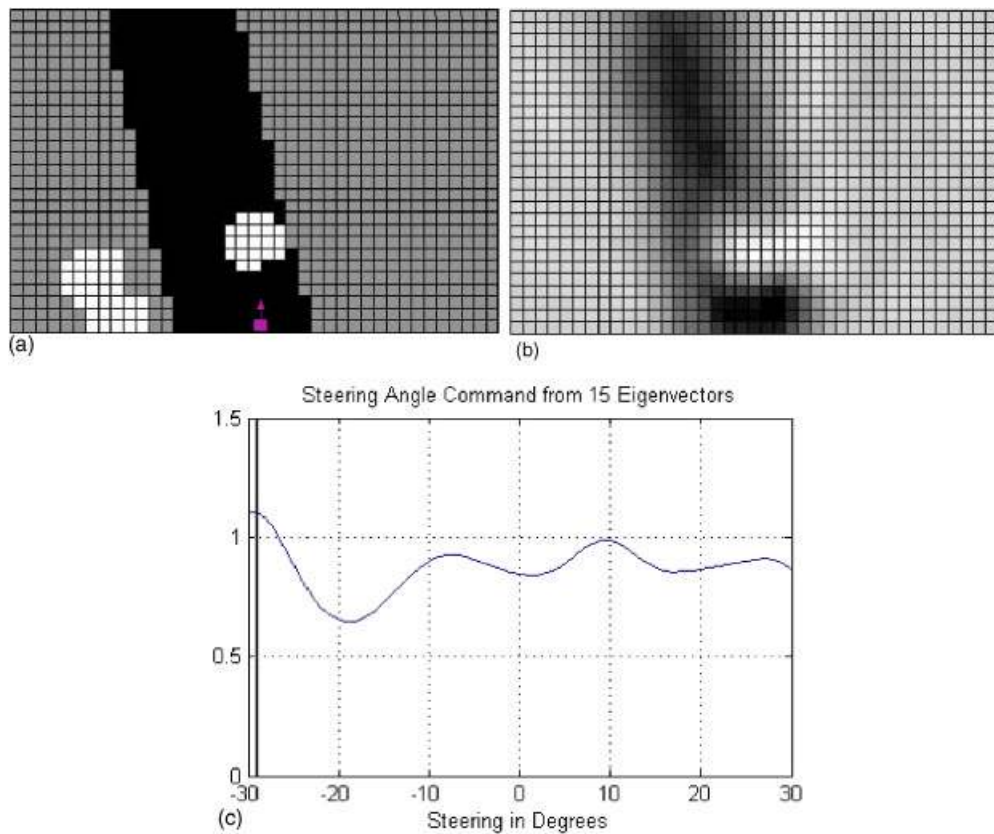 (a)
(b)
Steering Angle Command from 15 Eigenvectors
1.5
1
0.5
0
-30 -20 -10 0 10 20 30
(c)
Steering in Degrees